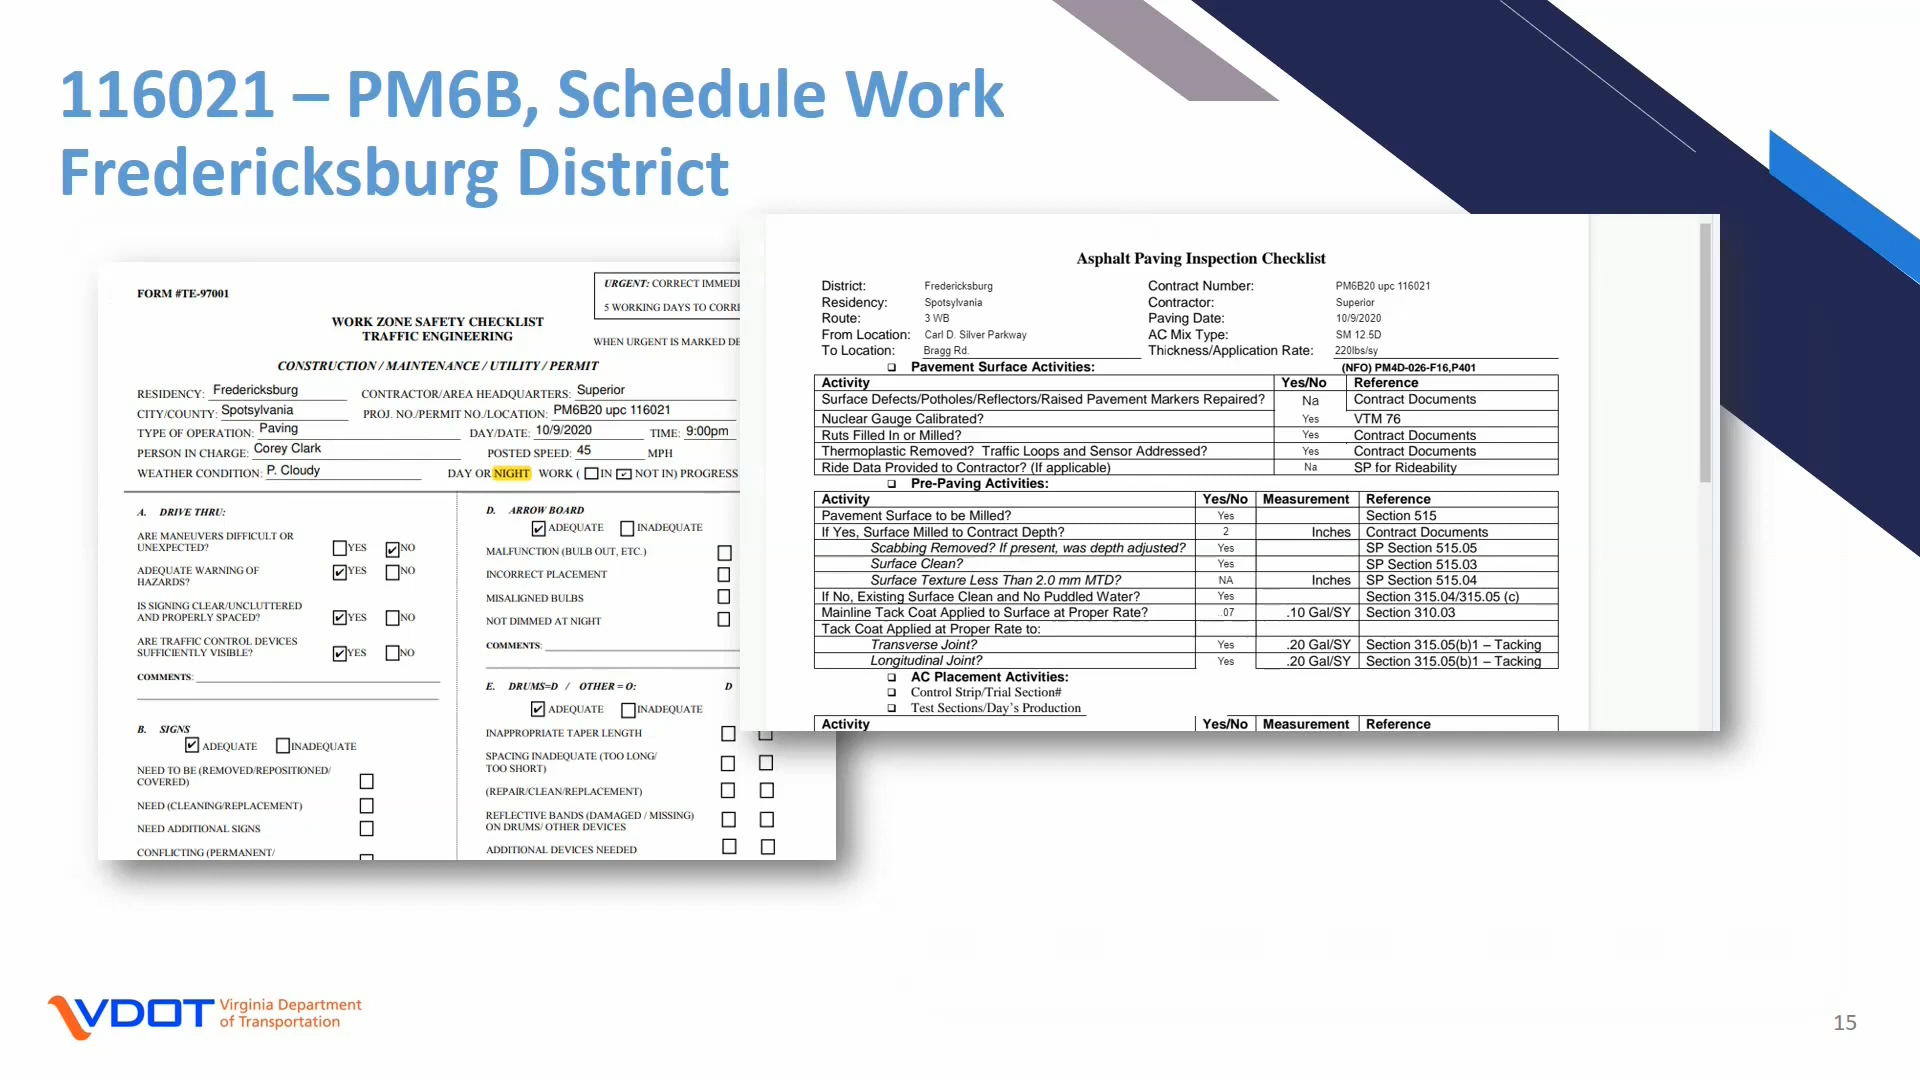 116021 – PM6B, Schedule Work
Fredericksburg District
FORM #TE-97001
URGENT: CORRECT IMMEDI
5 WORKING DAYS TO CORRE
WHEN URGENT IS MARKED DE
WORK ZONE SAFETY CHECKLIST
TRAFFIC ENGINEERING
CONSTRUCTION / MAINTENANCE / UTILITY / PERMIT
RESIDENCY: Fredericksburg CONTRACTOR/AREA HEADQUARTERS: Superior
CITY/COUNTY: Spotsylvania PROJ. NO./PERMIT NO./LOCATION: PM6B20 upc 116021
TYPE OF OPERATION: Paving DAY/DATE: 10/9/2020 TIME: 9:00pm
PERSON IN CHARGE: Corey Clark POSTED SPEED: 45 MPH
WEATHER CONDITION: P. Cloudy DAY OR NIGHT WORK ( IN NOT IN) PROGRESS
A. DRIVE THRU:
ARE MANEUVERS DIFFICULT OR
UNEXPECTED? YES NO
ADEQUATE WARNING OF
HAZARDS? YES NO
IS SIGNING CLEAR/UNCLUTTERED
AND PROPERLY SPACED? YES NO
ARE TRAFFIC CONTROL DEVICES
SUFFICIENTLY VISIBLE? YES NO
COMMENTS:
B. SIGNS
ADEQUATE INADEQUATE
NEED TO BE (REMOVED/REPOSITIONED/
COVERED)
NEED (CLEANING/REPLACEMENT)
NEED ADDITIONAL SIGNS
CONFLICTING (PERMANENT/
D. ARROW BOARD
ADEQUATE INADEQUATE
MALFUNCTION (BULB OUT, ETC.)
INCORRECT PLACEMENT
MISALIGNED BULBS
NOT DIMMED AT NIGHT
COMMENTS:
E. DRUMS=D / OTHER = O: D
ADEQUATE INADEQUATE
INAPPROPRIATE TAPER LENGTH
SPACING INADEQUATE (TOO LONG/
TOO SHORT)
(REPAIR/CLEAN/REPLACEMENT)
REFLECTIVE BANDS (DAMAGED / MISSING)
ON DRUMS/ OTHER DEVICES
ADDITIONAL DEVICES NEEDED
Asphalt Paving Inspection Checklist
District: Fredericksburg Contract Number: PM6B20 upc 116021
Residency: Spotsylvania Contractor: Superior
Route: 3 WB Paving Date: 10/9/2020
From Location: Carl D. Silver Parkway AC Mix Type: SM 12.5D
To Location: Bragg Rd. Thickness/Application Rate: 220lbs/sy
Pavement Surface Activities: (NFO) PM4D-026-F16,P401
Activity Yes/No Reference
Surface Defects/Potholes/Reflectors/Raised Pavement Markers Repaired? Na Contract Documents
Nuclear Gauge Calibrated? Yes VTM 76
Ruts Filled In or Milled? Yes Contract Documents
Thermoplastic Removed? Traffic Loops and Sensor Addressed? Yes Contract Documents
Ride Data Provided to Contractor? (If applicable) Na SP for Rideability
Pre-Paving Activities:
Activity Yes/No Measurement Reference
Pavement Surface to be Milled? Yes Section 515
If Yes, Surface Milled to Contract Depth? 2 Inches Contract Documents
Scabbing Removed? If present, was depth adjusted? Yes SP Section 515.05
Surface Clean? Yes SP Section 515.03
Surface Texture Less Than 2.0 mm MTD? NA Inches SP Section 515.04
If No, Existing Surface Clean and No Puddled Water? Yes Section 315.04/315.05 (c)
Mainline Tack Coat Applied to Surface at Proper Rate? .07 .10 Gal/SY Section 310.03
Tack Coat Applied at Proper Rate to:
Transverse Joint? Yes .20 Gal/SY Section 315.05(b)1 – Tacking
Longitudinal Joint? Yes .20 Gal/SY Section 315.05(b)1 – Tacking
AC Placement Activities:
Control Strip/Trial Section#
Test Sections/Day's Production
Activity Yes/No Measurement Reference
VDOT Virginia Department
of Transportation
15